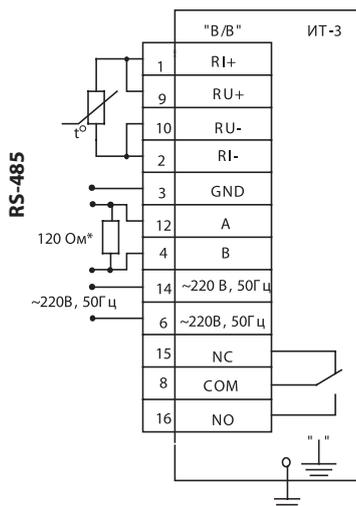 "В/В" ИТ-3
1 RI+
9 RU+
10 RU-
2 RI-
3 GND
12 A
4 B
14 ~220 В, 50Гц
6 ~220В, 50Гц
15 NC
8 COM
16 NO
t°
RS-485
120 Ом*
~220В, 50Гц
" "